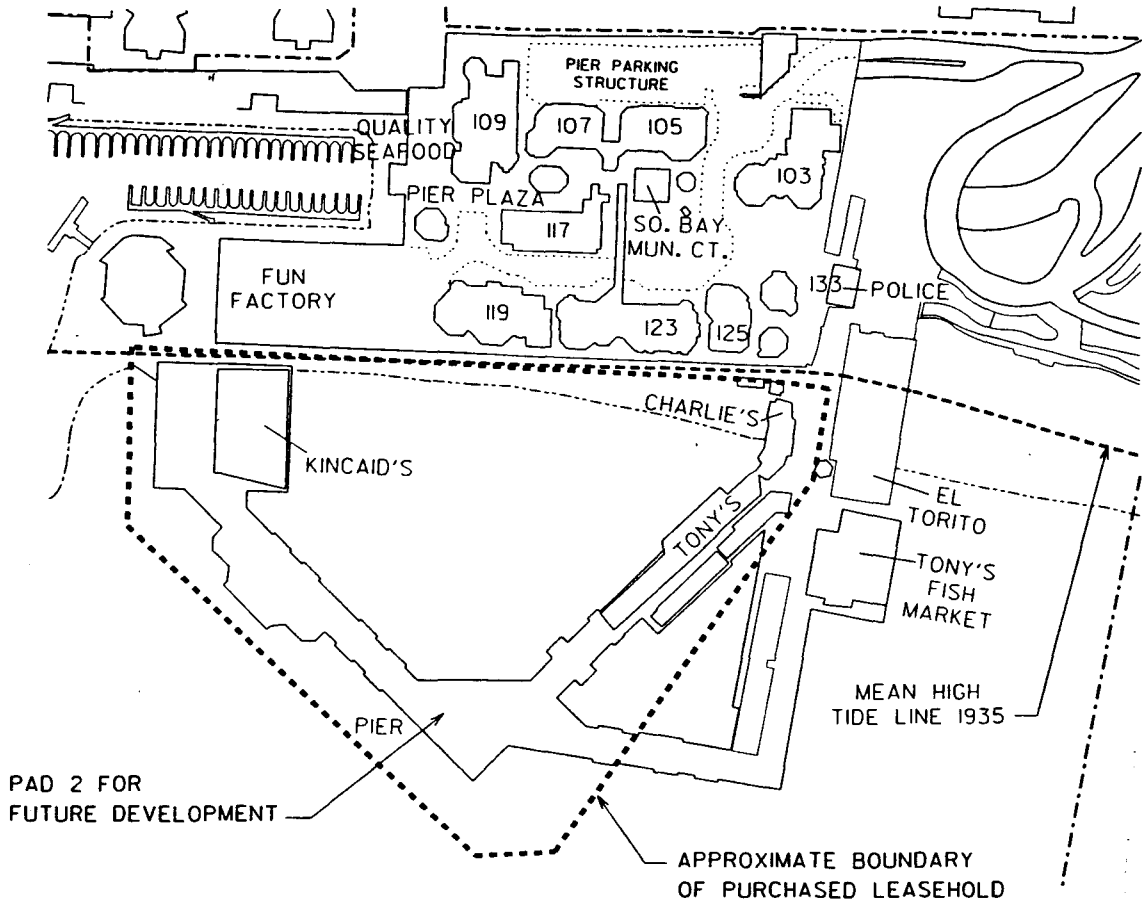 PIER PARKING
STRUCTURE
109
107
105
QUALITY
SEAFOOD
103
PIER PLAZA
117
SO. BAY
MUN. CT.
FUN
FACTORY
133
POLICE
119
123
125
CHARLIE'S
KINCAID'S
TONY'S
EL
TORITO
TONY'S
FISH
MARKET
MEAN HIGH
TIDE LINE 1935
PIER
PAD 2 FOR
FUTURE DEVELOPMENT
APPROXIMATE BOUNDARY
OF PURCHASED LEASEHOLD